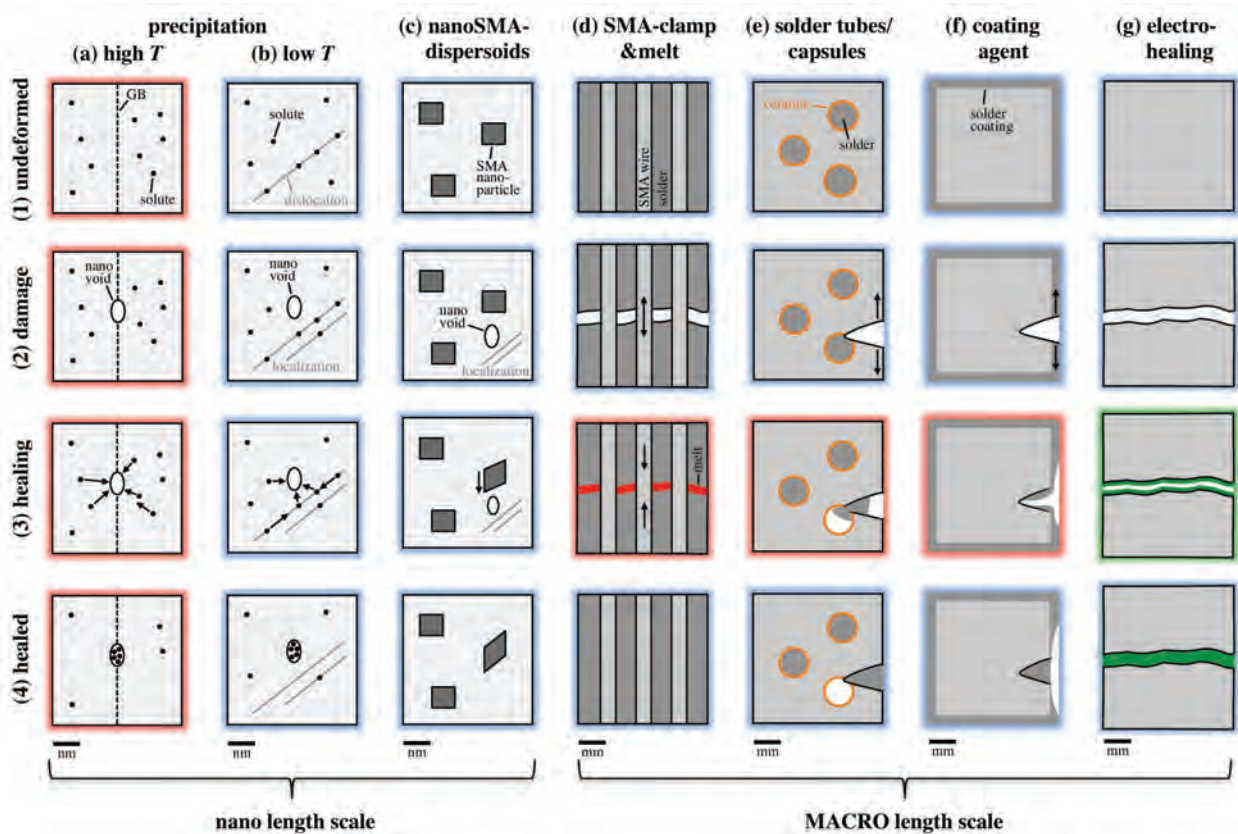 precipitation
(a) high T
(b) low T
(c) nanoSMA-
dispersoids
(d) SMA-clamp
&melt
(e) solder tubes/
capsules
(f) coating
agent
(g) electro-
healing
(1) undeformed
GB
solute
solute
dislocation
SMA
nano-
particle
SMA wire
solder
ceramic
solder
solder
coating
(2) damage
nano
void
nano
void
localization
nano
void
localization
(3) healing
melt
(4) healed
nm
nm
nm
mm
mm
mm
mm
nano length scale
MACRO length scale